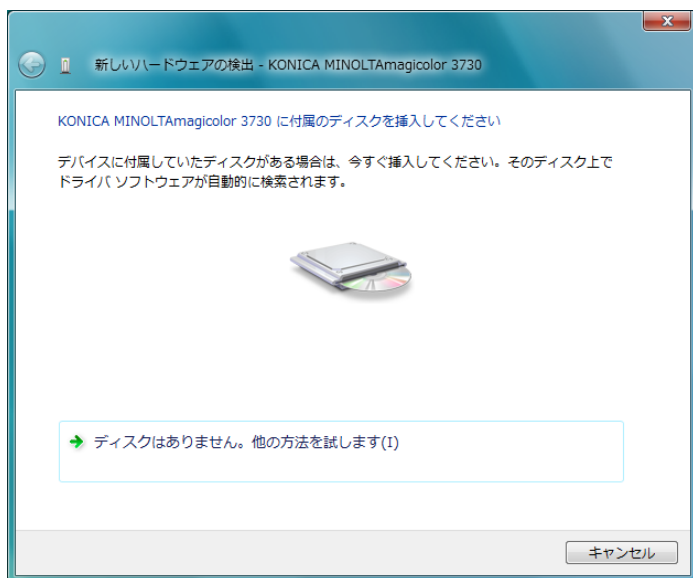 新しいハードウェアの検出 - KONICA MINOLTAmagicolor 3730
KONICA MINOLTAmagicolor 3730 に付属のディスクを挿入してください
デバイスに付属していたディスクがある場合は、今すぐ挿入してください。そのディスク上で
ドライバ ソフトウェアが自動的に検索されます。
ディスクはありません。他の方法を試します(I)
キャンセル